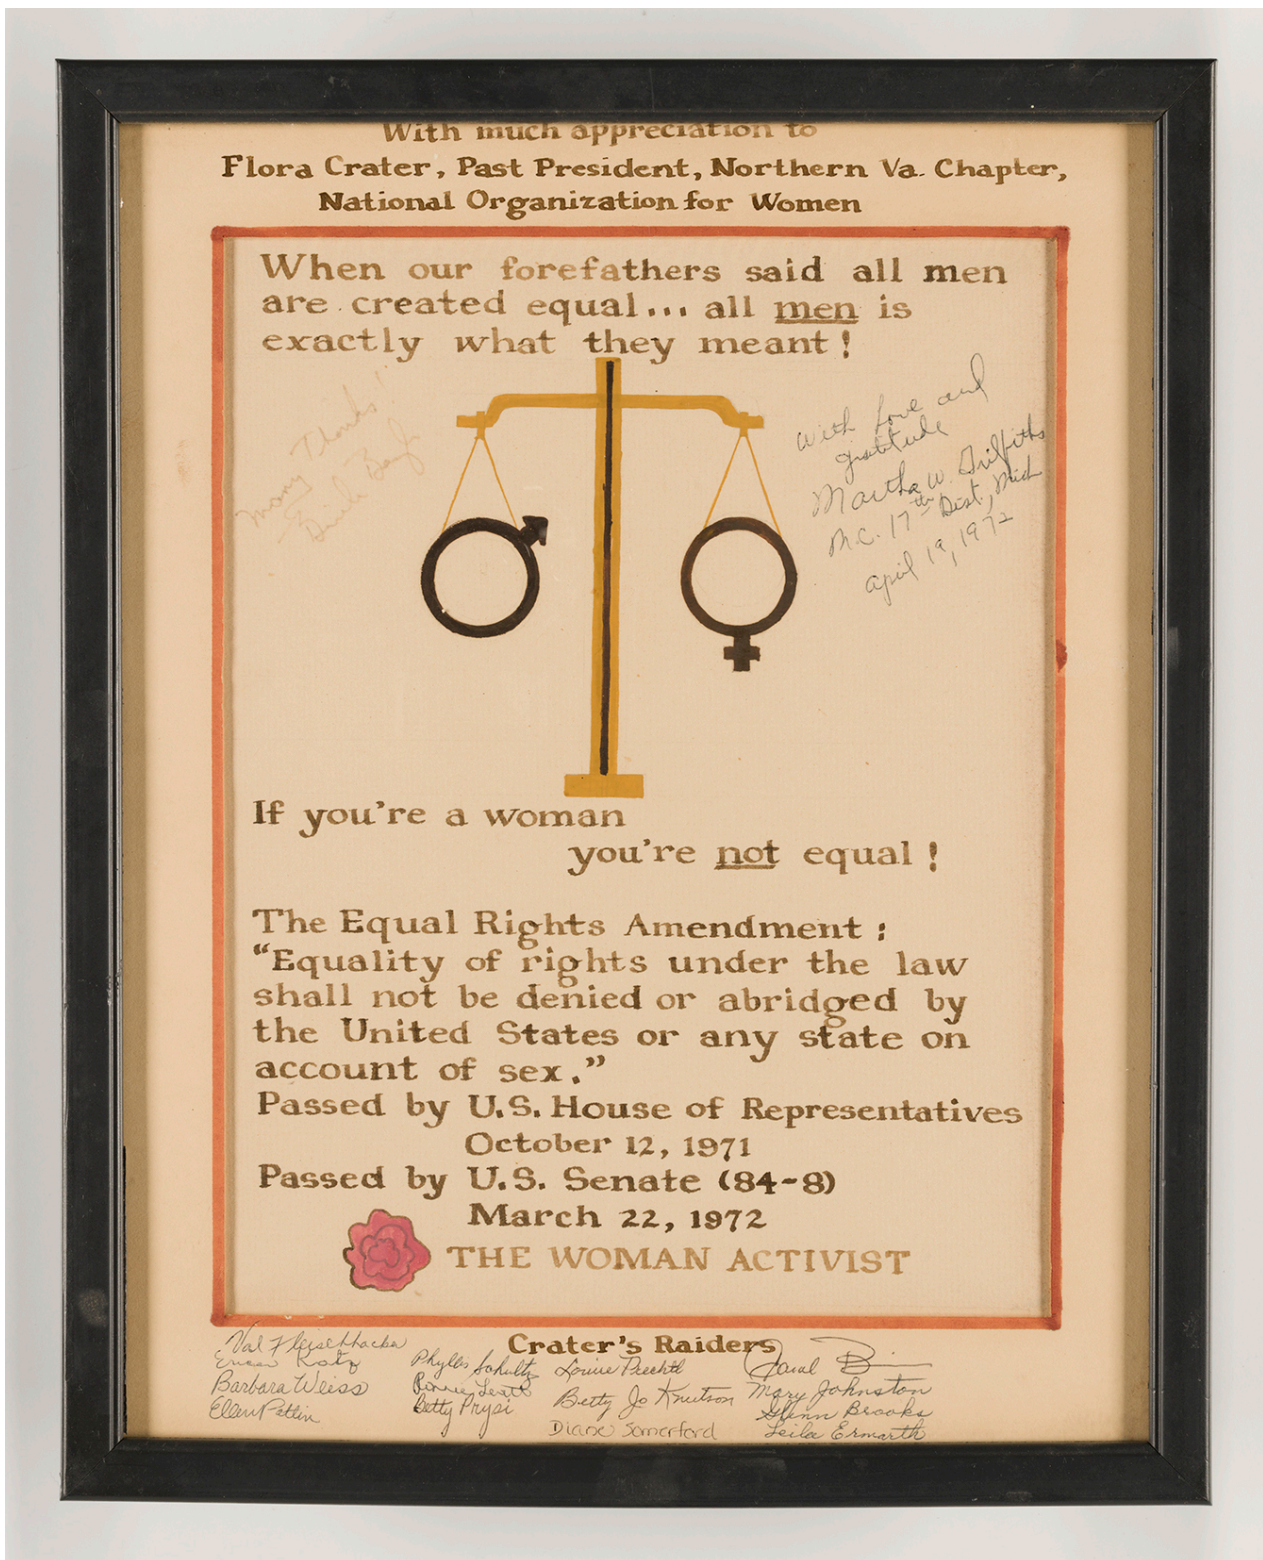 With much appreciation to
Flora Crater, Past President, Northern Va. Chapter,
National Organization for Women
When our forefathers said all men
are created equal... all men is
exactly what they meant!
Many Thanks!
With love and
gratitude
Martha W. Griffiths
M.C. 17th Dist, Mich
April 19, 1972
If you're a woman
you're not equal!
The Equal Rights Amendment:
“Equality of rights under the law
shall not be denied or abridged by
the United States or any state on
account of sex.”
Passed by U.S. House of Representatives
October 12, 1971
Passed by U.S. Senate (84-8)
March 22, 1972
THE WOMAN ACTIVIST
Crater's Raiders
Val
Katz
Barbara Weiss
Ellen
Phyllis Schultz
Bonnie
Betty Prysi
Louise Prechtl
Betty Jo Knutson
Diane Somerford
Mary Johnston
Glenn Brooks
Leila Ermarth